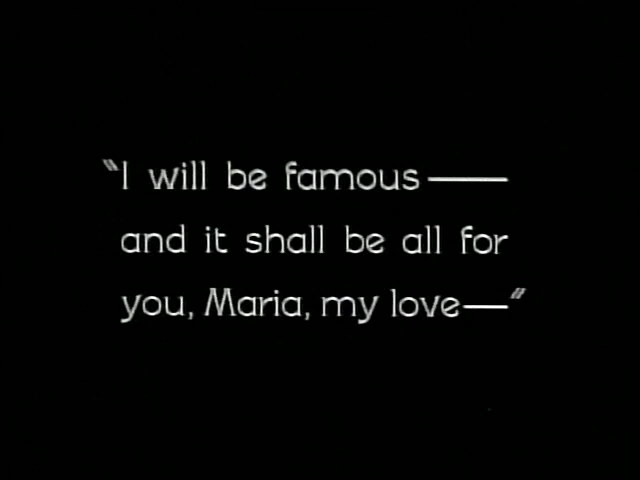 “I will be famous——
and it shall be all for
you, Maria, my love—”